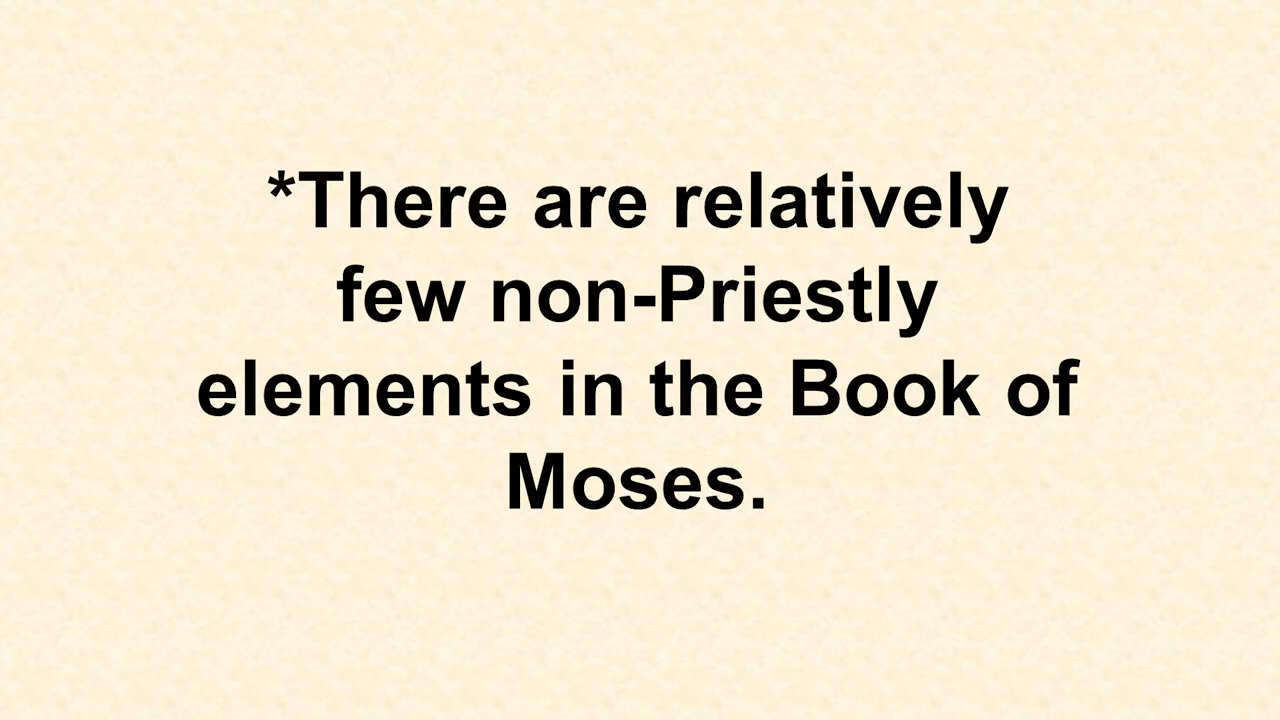 *There are relatively
few non-Priestly
elements in the Book of
Moses.